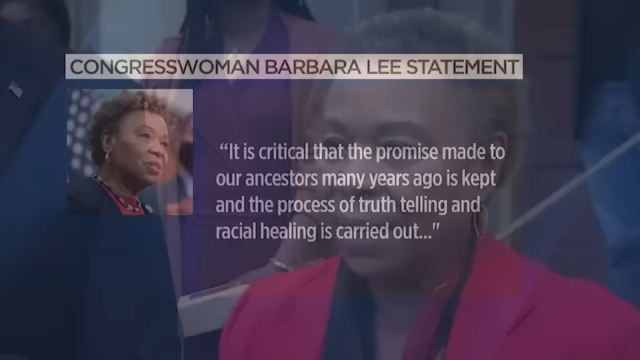 CONGRESSWOMAN BARBARA LEE STATEMENT
“It is critical that the promise made to
our ancestors many years ago is kept
and the process of truth telling and
racial healing is carried out..."